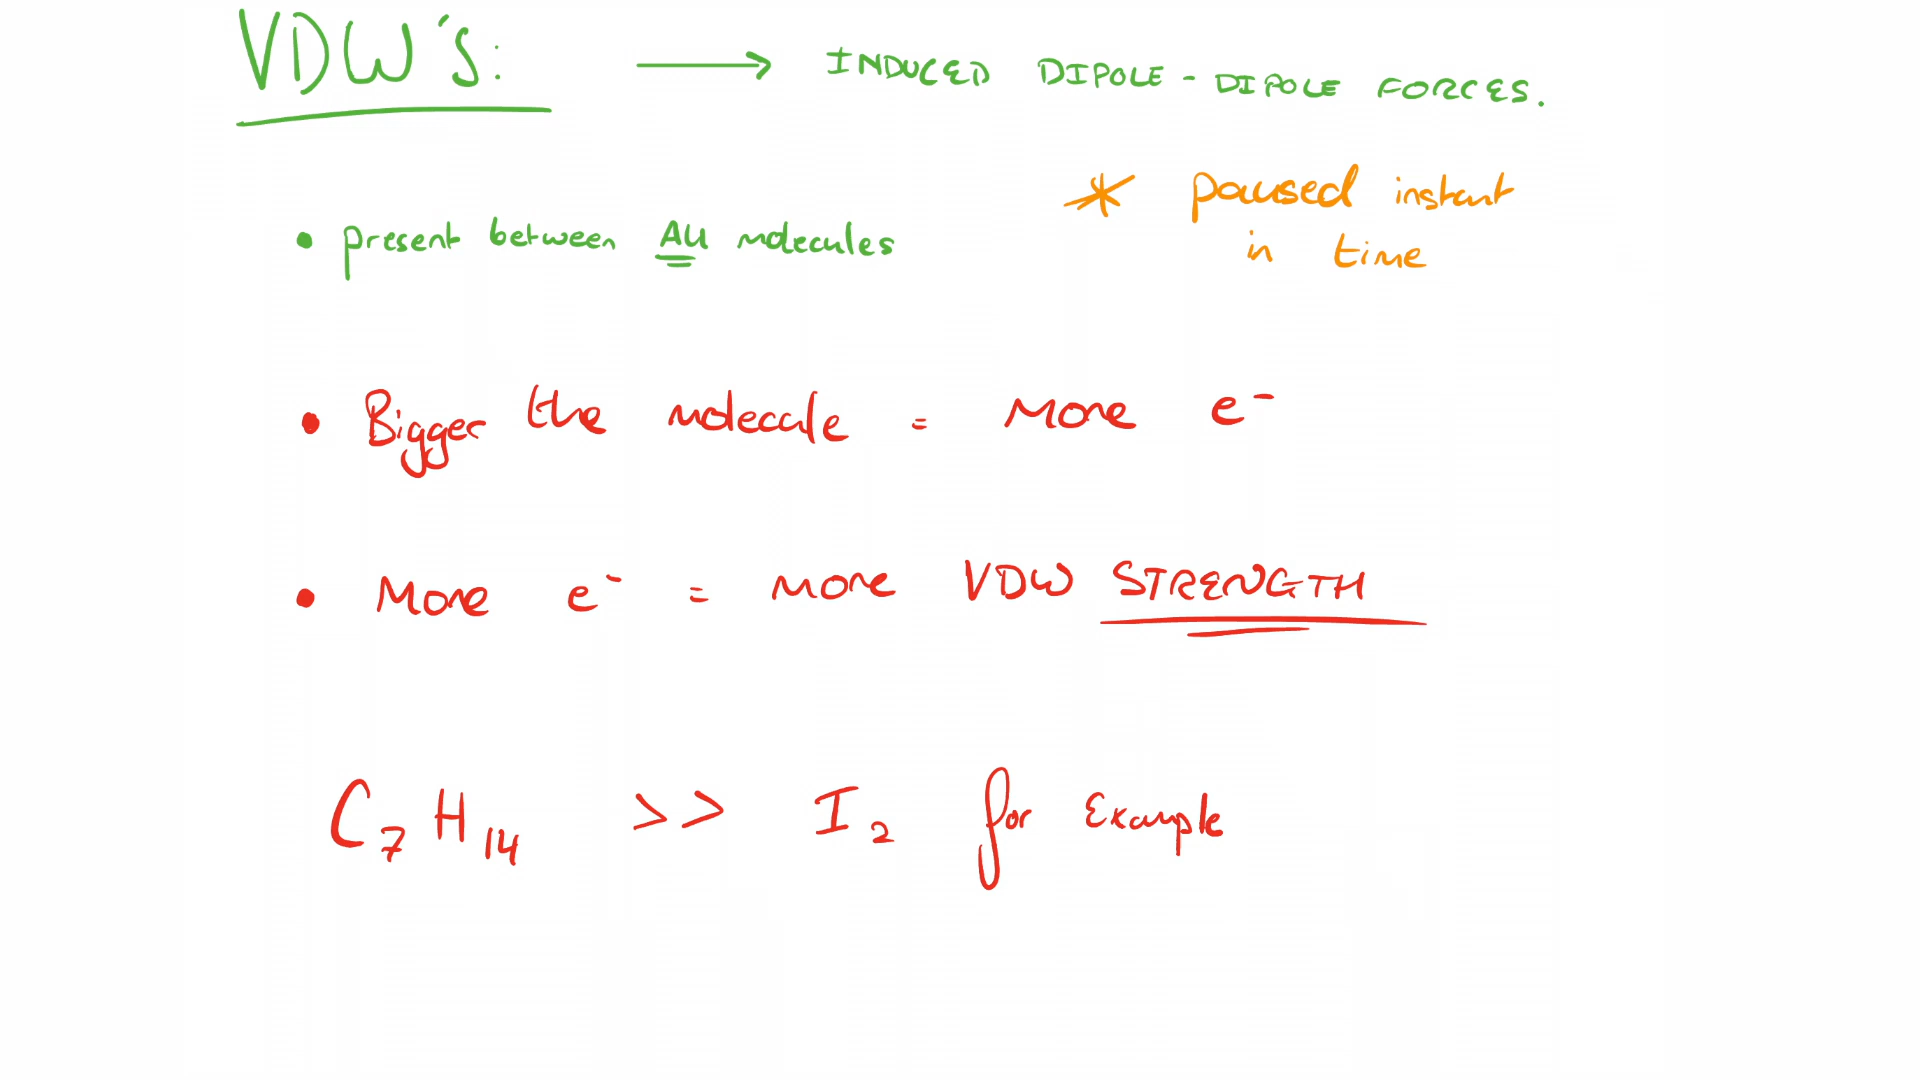 VDW's: → INDUCED DIPOLE - DIPOLE FORCES.
* paused instant
in time
• present between All molecules
• Bigger the molecule = More e⁻
• More e⁻ = more VDW STRENGTH
C₇H₁₄ >> I₂ for Example